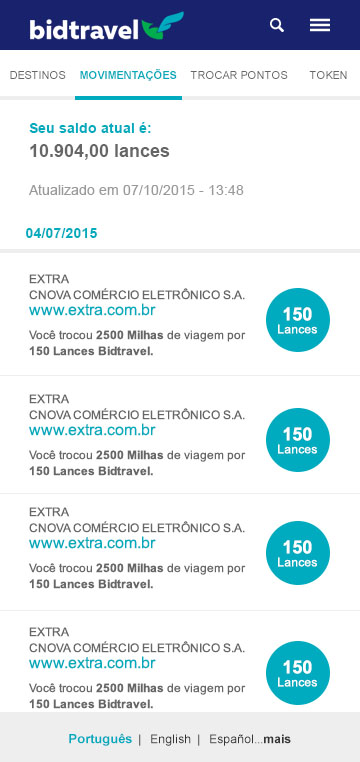 bidtravel
DESTINOS MOVIMENTAÇÕES TROCAR PONTOS TOKEN
Seu saldo atual é:
10.904,00 lances
Atualizado em 07/10/2015 - 13:48
04/07/2015
EXTRA
CNOVA COMÉRCIO ELETRÔNICO S.A.
www.extra.com.br
Você trocou 2500 Milhas de viagem por
150 Lances Bidtravel.
150
Lances
EXTRA
CNOVA COMÉRCIO ELETRÔNICO S.A.
www.extra.com.br
Você trocou 2500 Milhas de viagem por
150 Lances Bidtravel.
150
Lances
EXTRA
CNOVA COMÉRCIO ELETRÔNICO S.A.
www.extra.com.br
Você trocou 2500 Milhas de viagem por
150 Lances Bidtravel.
150
Lances
EXTRA
CNOVA COMÉRCIO ELETRÔNICO S.A.
www.extra.com.br
Você trocou 2500 Milhas de viagem por
150 Lances Bidtravel.
150
Lances
Português | English | Español...mais